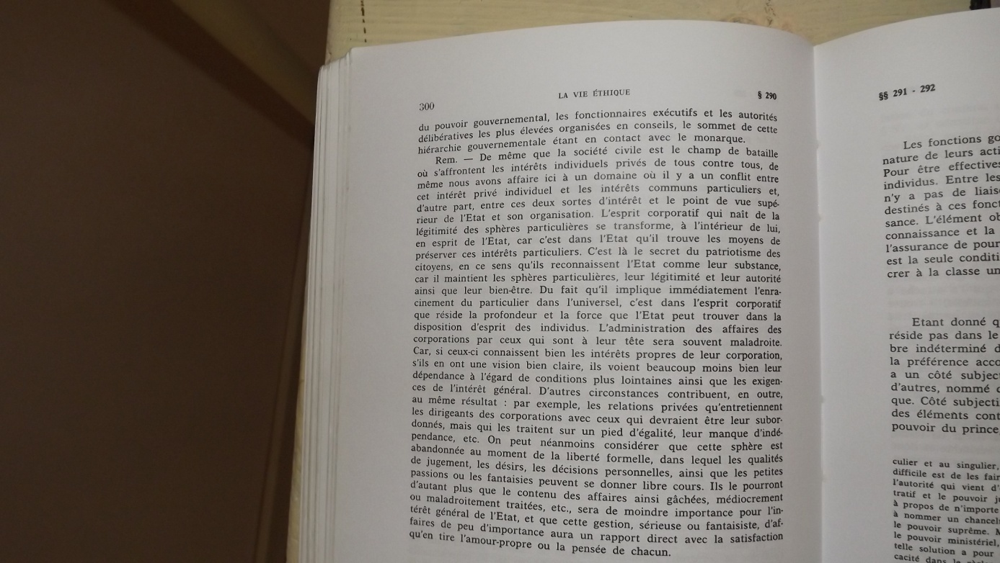 LA VIE ÉTHIQUE
§ 290
300
du pouvoir gouvernemental, les fonctionnaires exécutifs et les autorités
délibératives les plus élevées organisées en conseils, le sommet de cette
hiérarchie gouvernementale étant en contact avec le monarque.
Rem. — De même que la société civile est le champ de bataille
où s'affrontent les intérêts individuels privés de tous contre tous, de
même nous avons affaire ici à un domaine où il y a un conflit entre
cet intérêt privé individuel et les intérêts communs particuliers et,
d'autre part, entre ces deux sortes d'intérêt et le point de vue supé-
rieur de l'Etat et son organisation. L'esprit corporatif qui naît de la
légitimité des sphères particulières se transforme, à l'intérieur de lui,
en esprit de l'Etat, car c'est dans l'Etat qu'il trouve les moyens de
préserver ces intérêts particuliers. C'est là le secret du patriotisme des
citoyens, en ce sens qu'ils reconnaissent l'Etat comme leur substance,
car il maintient les sphères particulières, leur légitimité et leur autorité
ainsi que leur bien-être. Du fait qu'il implique immédiatement l'enra-
cinement du particulier dans l'universel, c'est dans l'esprit corporatif
que réside la profondeur et la force que l'Etat peut trouver dans la
disposition d'esprit des individus. L'administration des affaires des
corporations par ceux qui sont à leur tête sera souvent maladroite.
Car, si ceux-ci connaissent bien les intérêts propres de leur corporation,
s'ils en ont une vision bien claire, ils voient beaucoup moins bien leur
dépendance à l'égard de conditions plus lointaines ainsi que les exigen-
ces de l'intérêt général. D'autres circonstances contribuent, en outre,
au même résultat : par exemple, les relations privées qu'entretiennent
les dirigeants des corporations avec ceux qui devraient être leur subor-
donnés, mais qui les traitent sur un pied d'égalité, leur manque d'indé-
pendance, etc. On peut néanmoins considérer que cette sphère est
abandonnée au moment de la liberté formelle, dans lequel les qualités
de jugement, les désirs, les décisions personnelles, ainsi que les petites
passions ou les fantaisies peuvent se donner libre cours. Ils le pourront
d'autant plus que le contenu des affaires ainsi gâchées, médiocrement
ou maladroitement traitées, etc., sera de moindre importance pour l'in-
térêt général de l'Etat, et que cette gestion, sérieuse ou fantaisiste, d'af-
faires de peu d'importance aura un rapport direct avec la satisfaction
qu'en tire l'amour-propre ou la pensée de chacun.
§§ 291 - 292
Les fonctions go
nature de leurs acti
Pour être effectives
individus. Entre les
n'y a pas de liais
destinés à ces fonct
sance. L'élément ob
connaissance et la
l'assurance de pour
est la seule conditi
crer à la classe un
Etant donné q
réside pas dans le
bre indéterminé d
la préférence acco
a un côté subject
d'autres, nommé
que. Côté subjecti
des éléments cont
pouvoir du prince
culier et au singulier,
difficile est de les fair
l'autorité qui vient d'
tratif et le pouvoir ju
à propos de n'importe
à nommer un chancel
le pouvoir suprême. M
le pouvoir ministériel,
telle solution a pour
cacité dans